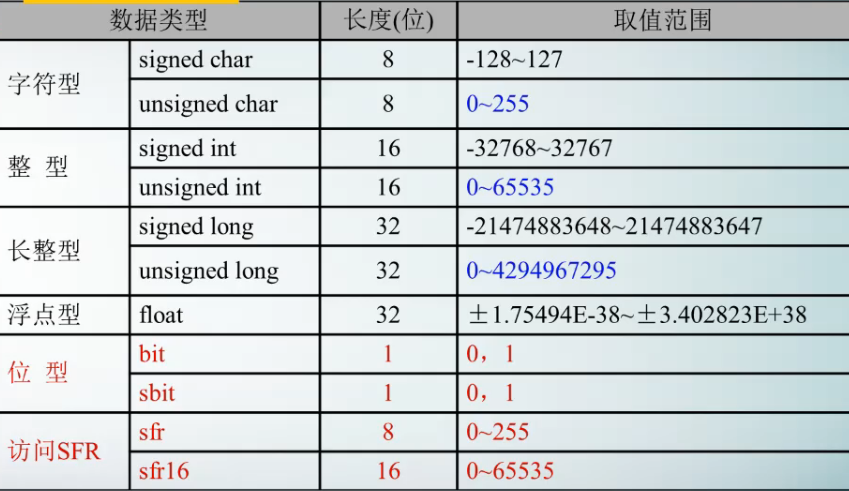 数据类型 长度(位) 取值范围
字符型 signed char 8 -128~127
unsigned char 8 0~255
整 型 signed int 16 -32768~32767
unsigned int 16 0~65535
长整型 signed long 32 -21474883648~21474883647
unsigned long 32 0~4294967295
浮点型 float 32 ±1.75494E-38~±3.402823E+38
位 型 bit 1 0，1
sbit 1 0，1
访问SFR sfr 8 0~255
sfr16 16 0~65535